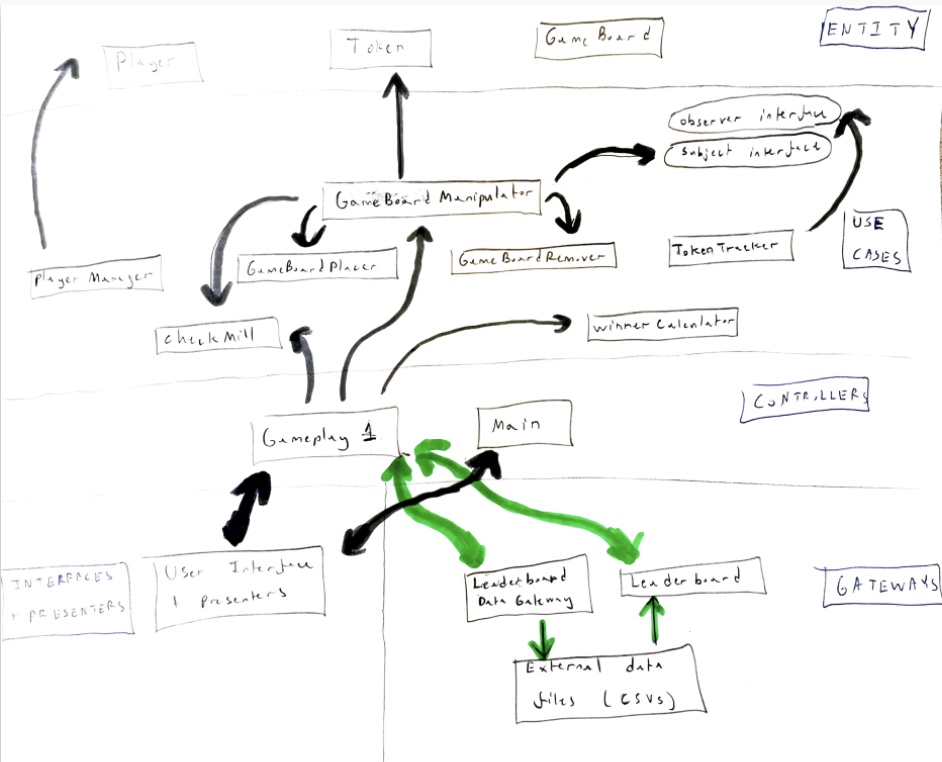 Player
Token
GameBoard
ENTITY
observer interface
subject interface
GameBoard Manipulator
Player Manager
GameBoardPlacer
GameBoardRemover
TokenTracker
USE
CASES
CheckMill
winner Calculator
CONTROLLERS
Gameplay 1
Main
INTERFACES
+ PRESENTERS
User Interface
+ Presenters
Leaderboard
Data Gateway
Leaderboard
GATEWAYS
External data
files (CSVs)